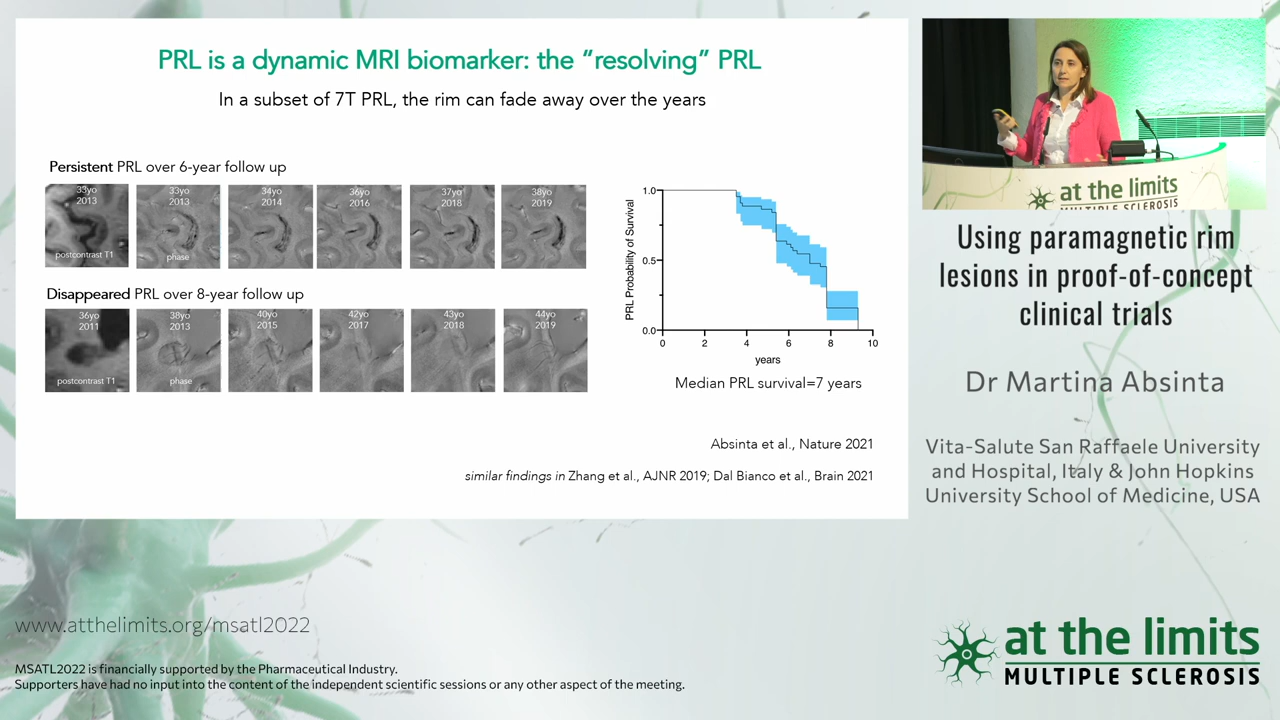 PRL is a dynamic MRI biomarker: the “resolving” PRL
In a subset of 7T PRL, the rim can fade away over the years
Persistent PRL over 6-year follow up
33yo
2013
postcontrast T1
33yo
2013
phase
34yo
2014
36yo
2016
37yo
2018
38yo
2019
Disappeared PRL over 8-year follow up
36yo
2011
postcontrast T1
38yo
2013
phase
40yo
2015
42yo
2017
43yo
2018
44yo
2019
PRL Probability of Survival
1.0
0.5
0.0
0 2 4 6 8 10
years
Median PRL survival=7 years
Absinta et al., Nature 2021
similar findings in Zhang et al., AJNR 2019; Dal Bianco et al., Brain 2021
at the limits
MULTIPLE SCLEROSIS
Using paramagnetic rim
lesions in proof-of-concept
clinical trials
Dr Martina Absinta
Vita-Salute San Raffaele University
and Hospital, Italy & John Hopkins
University School of Medicine, USA
www.atthelimits.org/msatl2022
MSATL2022 is financially supported by the Pharmaceutical Industry.
Supporters have had no input into the content of the independent scientific sessions or any other aspect of the meeting.
at the limits
MULTIPLE SCLEROSIS